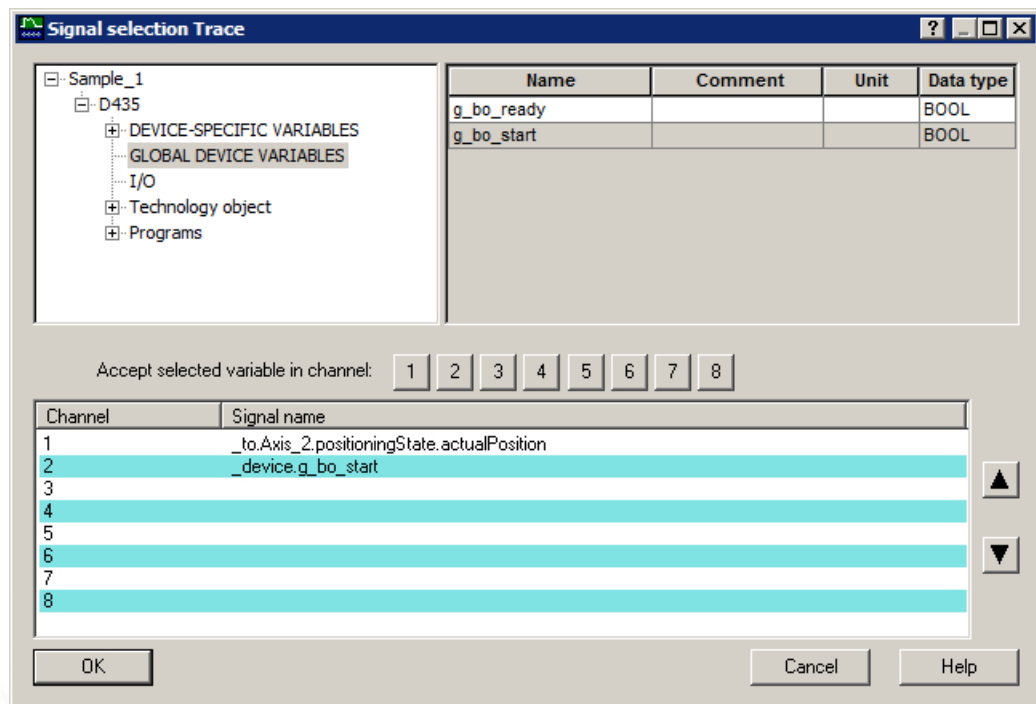 Signal selection Trace
Sample_1
D435
DEVICE-SPECIFIC VARIABLES
GLOBAL DEVICE VARIABLES
I/O
Technology object
Programs
Name Comment Unit Data type
g_bo_ready BOOL
g_bo_start BOOL
Accept selected variable in channel: 1 2 3 4 5 6 7 8
Channel Signal name
1 _to.Axis_2.positioningState.actualPosition
2 _device.g_bo_start
3
4
5
6
7
8
OK Cancel Help